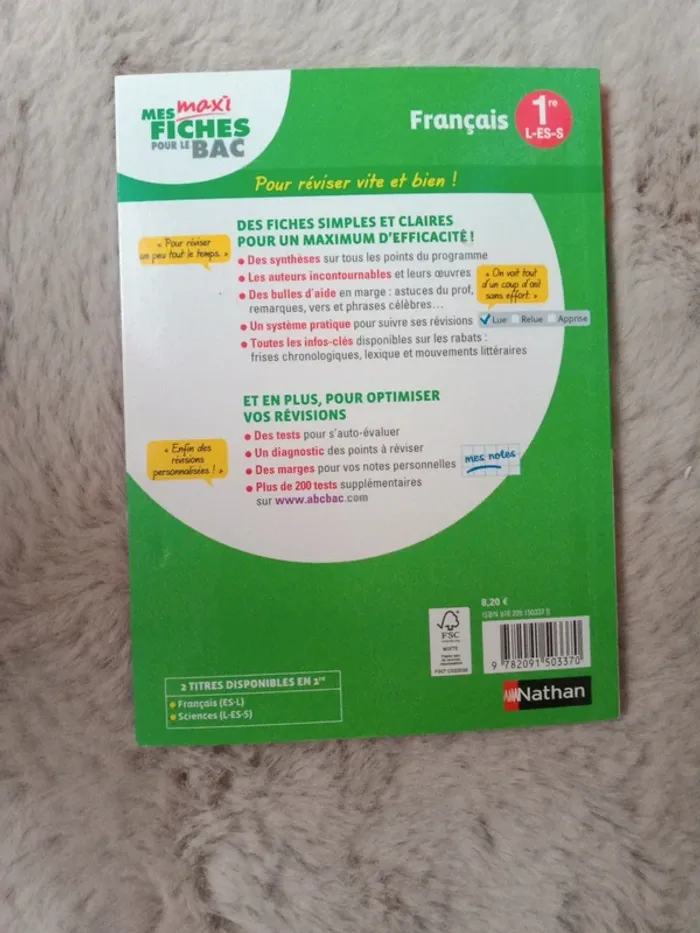 MES maxi
FICHES
POUR LE BAC
Français 1re
L-ES-S
Pour réviser vite et bien !
DES FICHES SIMPLES ET CLAIRES
POUR UN MAXIMUM D'EFFICACITÉ !
« Pour réviser
un peu tout le temps. »
• Des synthèses sur tous les points du programme
• Les auteurs incontournables et leurs œuvres
• Des bulles d'aide en marge : astuces du prof,
remarques, vers et phrases célèbres...
« On voit tout
d'un coup d'œil
sans effort. »
• Un système pratique pour suivre ses révisions
Lue Relue Apprise
• Toutes les infos-clés disponibles sur les rabats :
frises chronologiques, lexique et mouvements littéraires
ET EN PLUS, POUR OPTIMISER
VOS RÉVISIONS
« Enfin des
révisions
personnalisées ! »
• Des tests pour s'auto-évaluer
• Un diagnostic des points à réviser
• Des marges pour vos notes personnelles
mes notes
• Plus de 200 tests supplémentaires
sur www.abcbac.com
8,20 €
FSC
MIXTE
9 782091 503370
Nathan
2 TITRES DISPONIBLES EN 1re
• Français (ES-L)
• Sciences (L-ES-S)